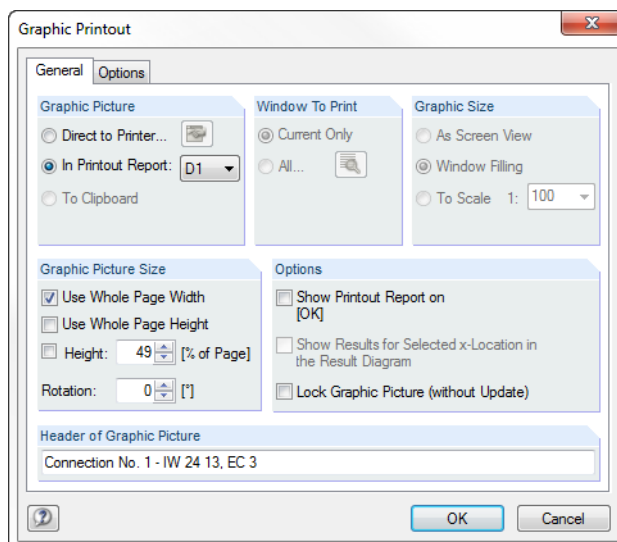 Graphic Printout
General Options
Graphic Picture
Direct to Printer...
In Printout Report: D1
To Clipboard
Window To Print
Current Only
All...
Graphic Size
As Screen View
Window Filling
To Scale 1: 100
Graphic Picture Size
Use Whole Page Width
Use Whole Page Height
Height: 49 [% of Page]
Rotation: 0 [°]
Options
Show Printout Report on
[OK]
Show Results for Selected x-Location in
the Result Diagram
Lock Graphic Picture (without Update)
Header of Graphic Picture
Connection No. 1 - IW 24 13, EC 3
OK Cancel